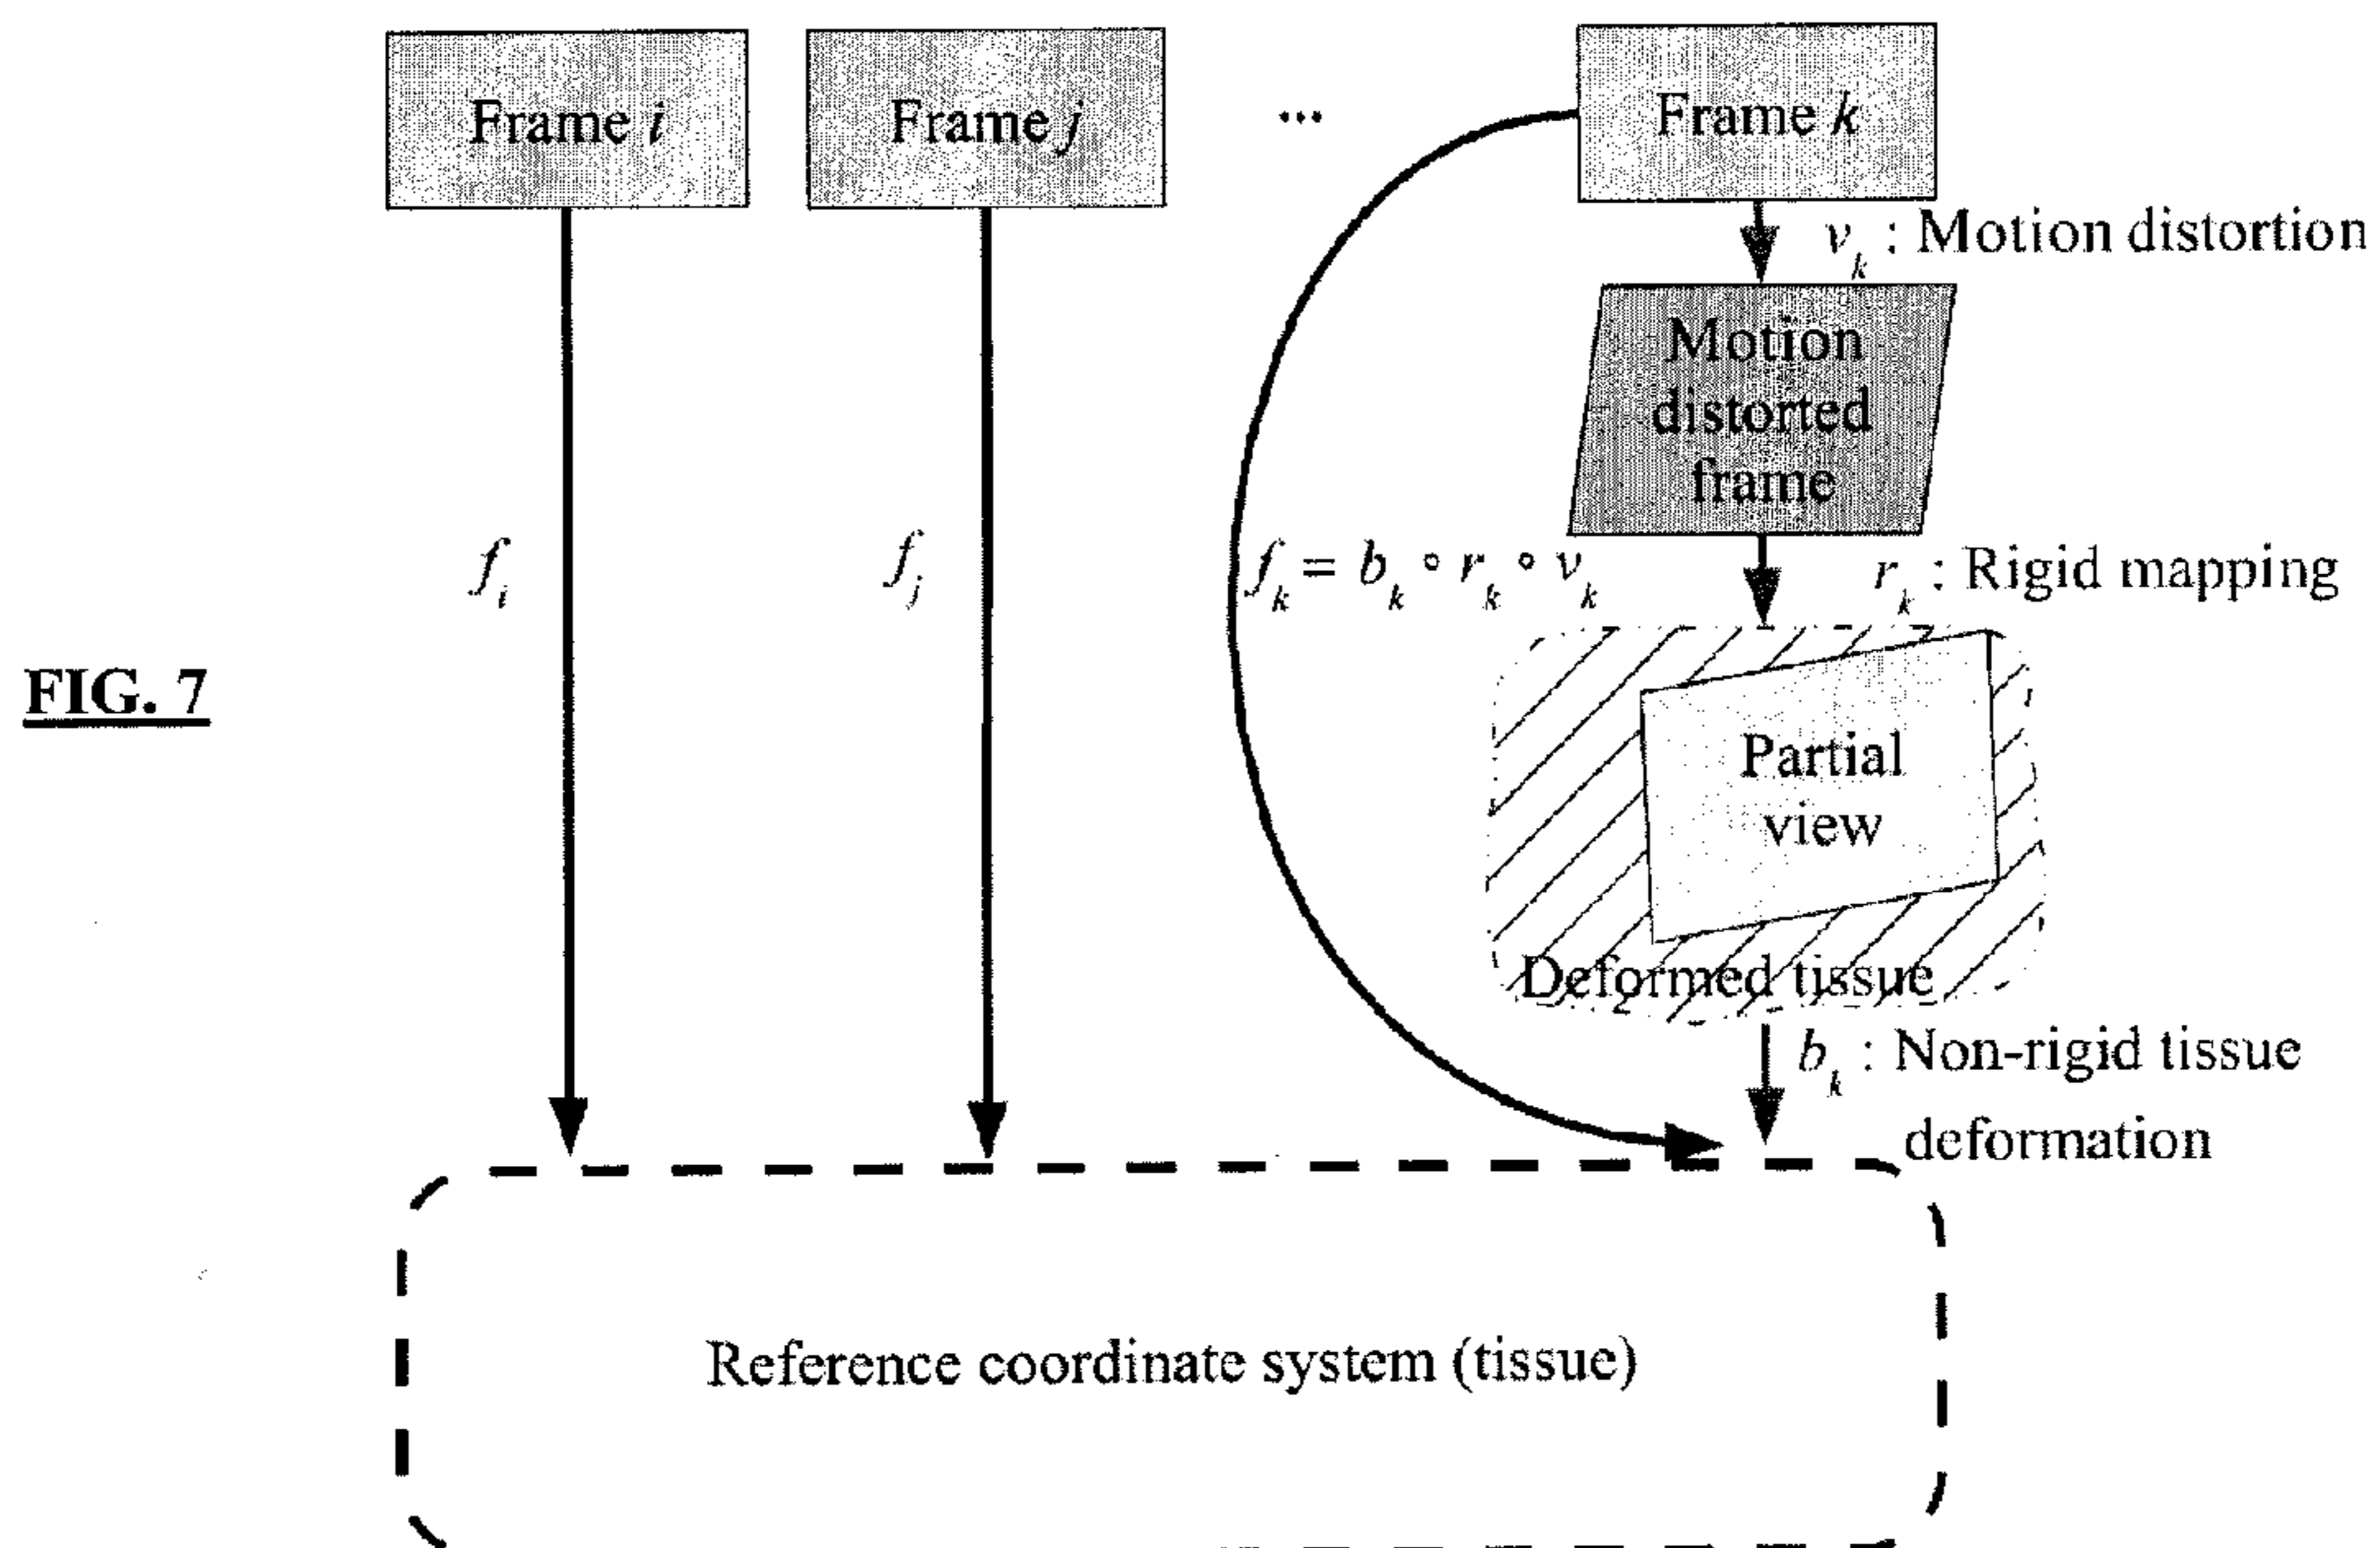 Frame i
Frame j
...
Frame k
v_k : Motion distortion
Motion
distorted
frame
f_i
f_j
f_k = b_k ∘ r_k ∘ v_k
r_k : Rigid mapping
FIG. 7
Partial
view
Deformed tissue
b_k : Non-rigid tissue
deformation
Reference coordinate system (tissue)